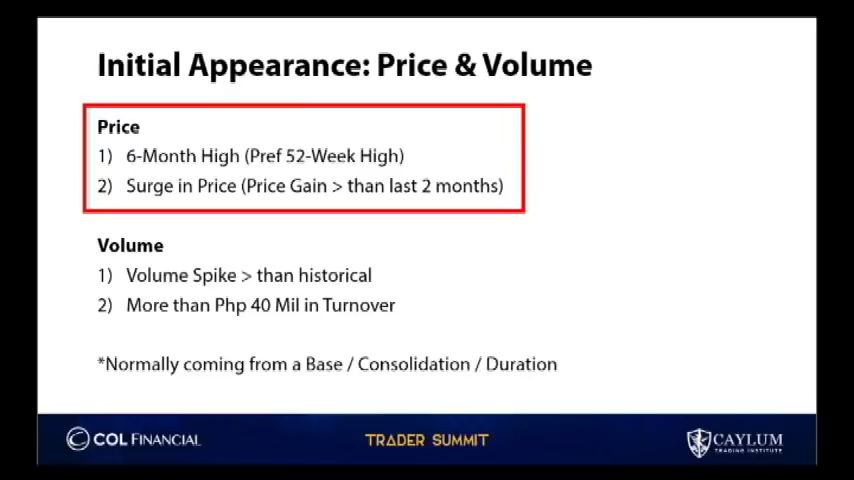 Initial Appearance: Price & Volume
Price
1) 6-Month High (Pref 52-Week High)
2) Surge in Price (Price Gain > than last 2 months)
Volume
1) Volume Spike > than historical
2) More than Php 40 Mil in Turnover
*Normally coming from a Base / Consolidation / Duration
COL FINANCIAL
TRADER SUMMIT
CAYLUM
TRADING INSTITUTE